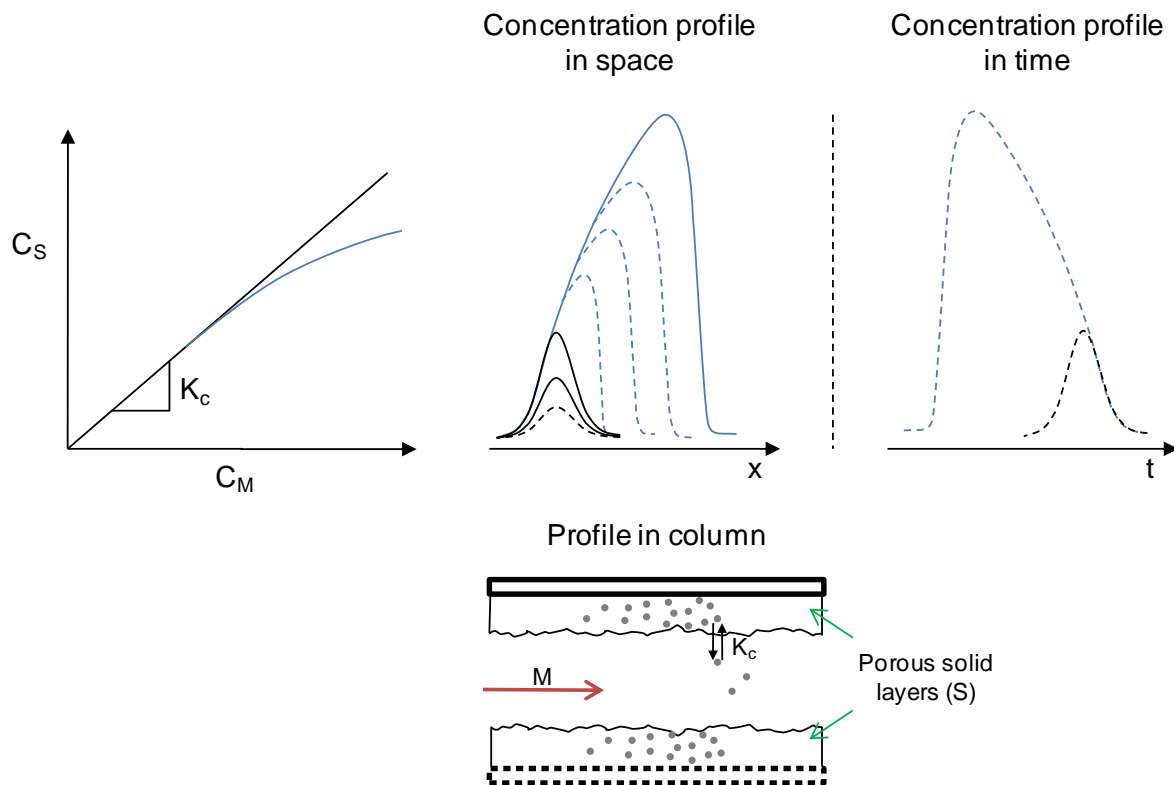 Concentration profile
in space
Concentration profile
in time
C_S
K_c
C_M
x
t
Profile in column
K_c
M
Porous solid
layers (S)